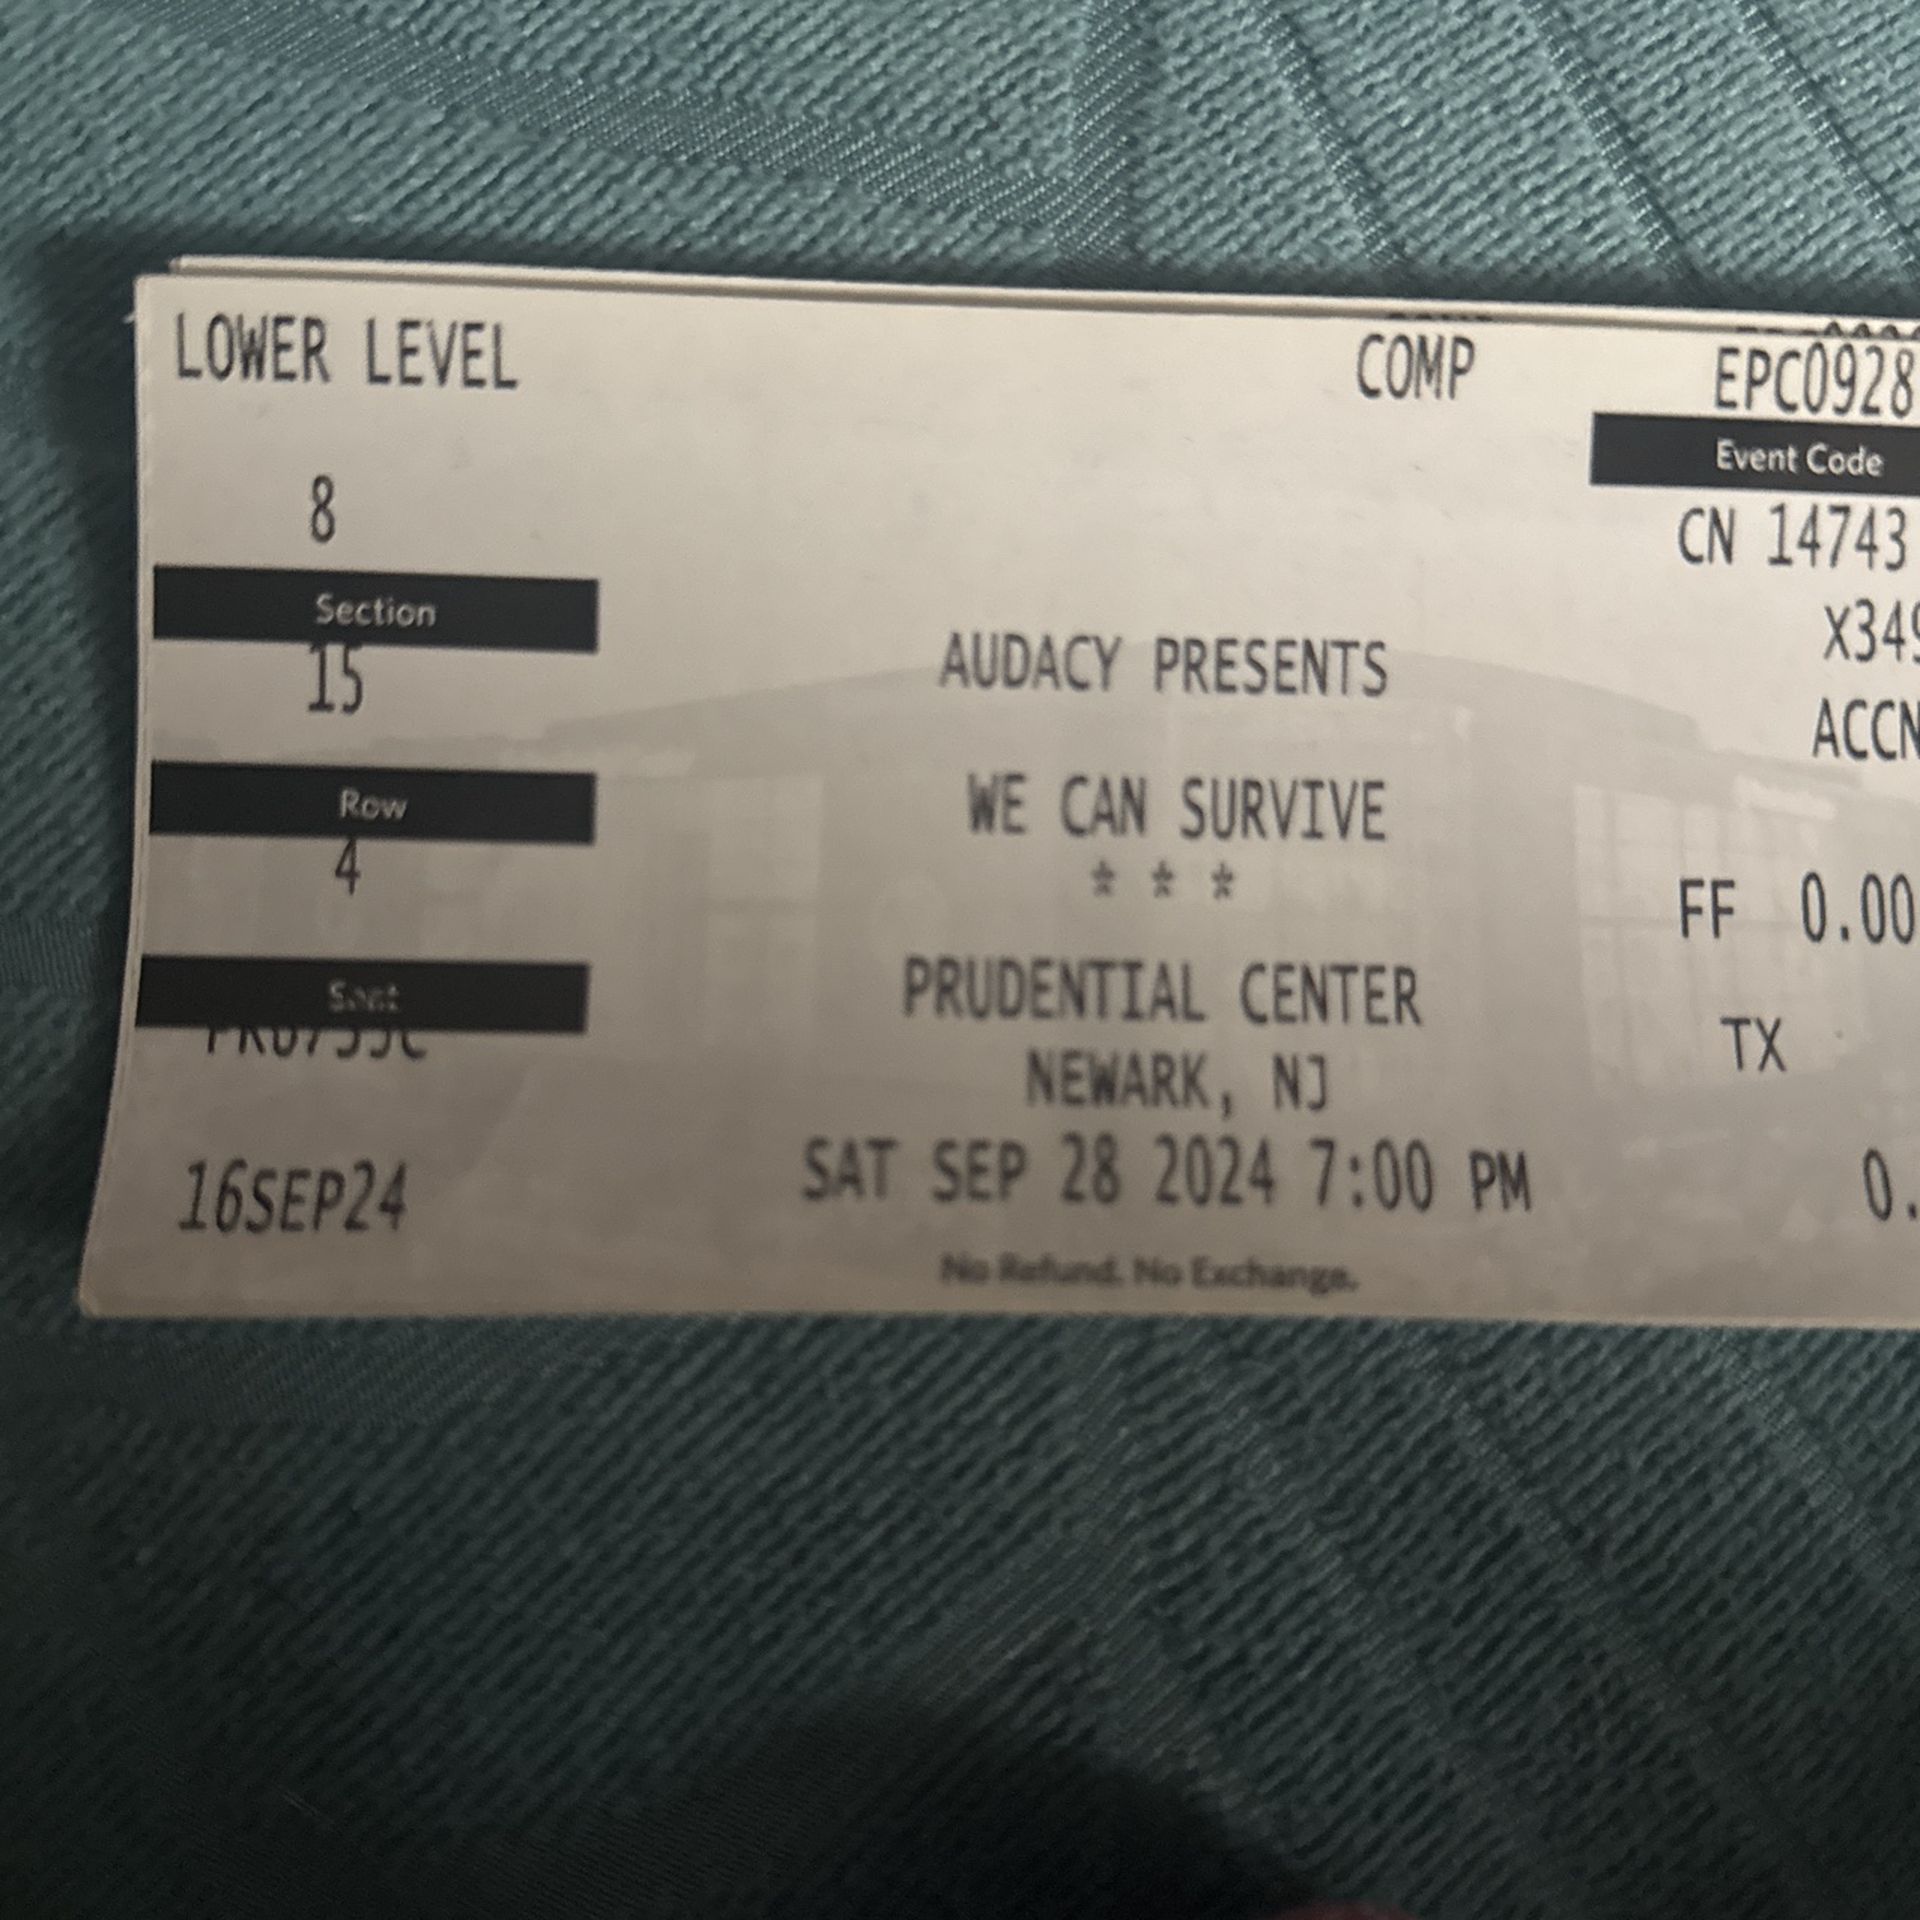 LOWER LEVEL
COMP
EPC0928
Event Code
8
Section
15
Row
4
Seat
16SEP24
AUDACY PRESENTS
WE CAN SURVIVE
* * *
PRUDENTIAL CENTER
NEWARK, NJ
SAT SEP 28 2024 7:00 PM
No Refund. No Exchange.
CN 14743
X349
ACCN
FF 0.00
TX
0.